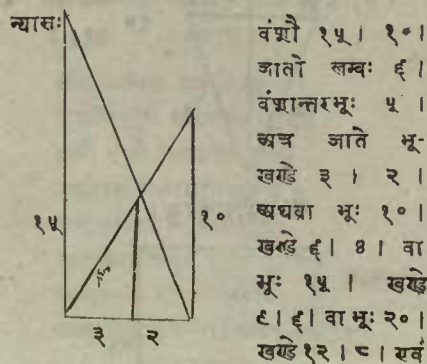 न्यासः
१५
१०
६
३ २
वंशौ १५ । १० ।
जातो लम्बः ६ ।
वंशान्तरभूः ५ ।
अत्र जाते भू-
खण्डे ३ । २ ।
अथवा भूः १० ।
खण्डे ६ । ४ । वा
भूः १५ । खण्डे
९ । ६ । वा भूः २० ।
खण्डे १२ । ८ । एवं